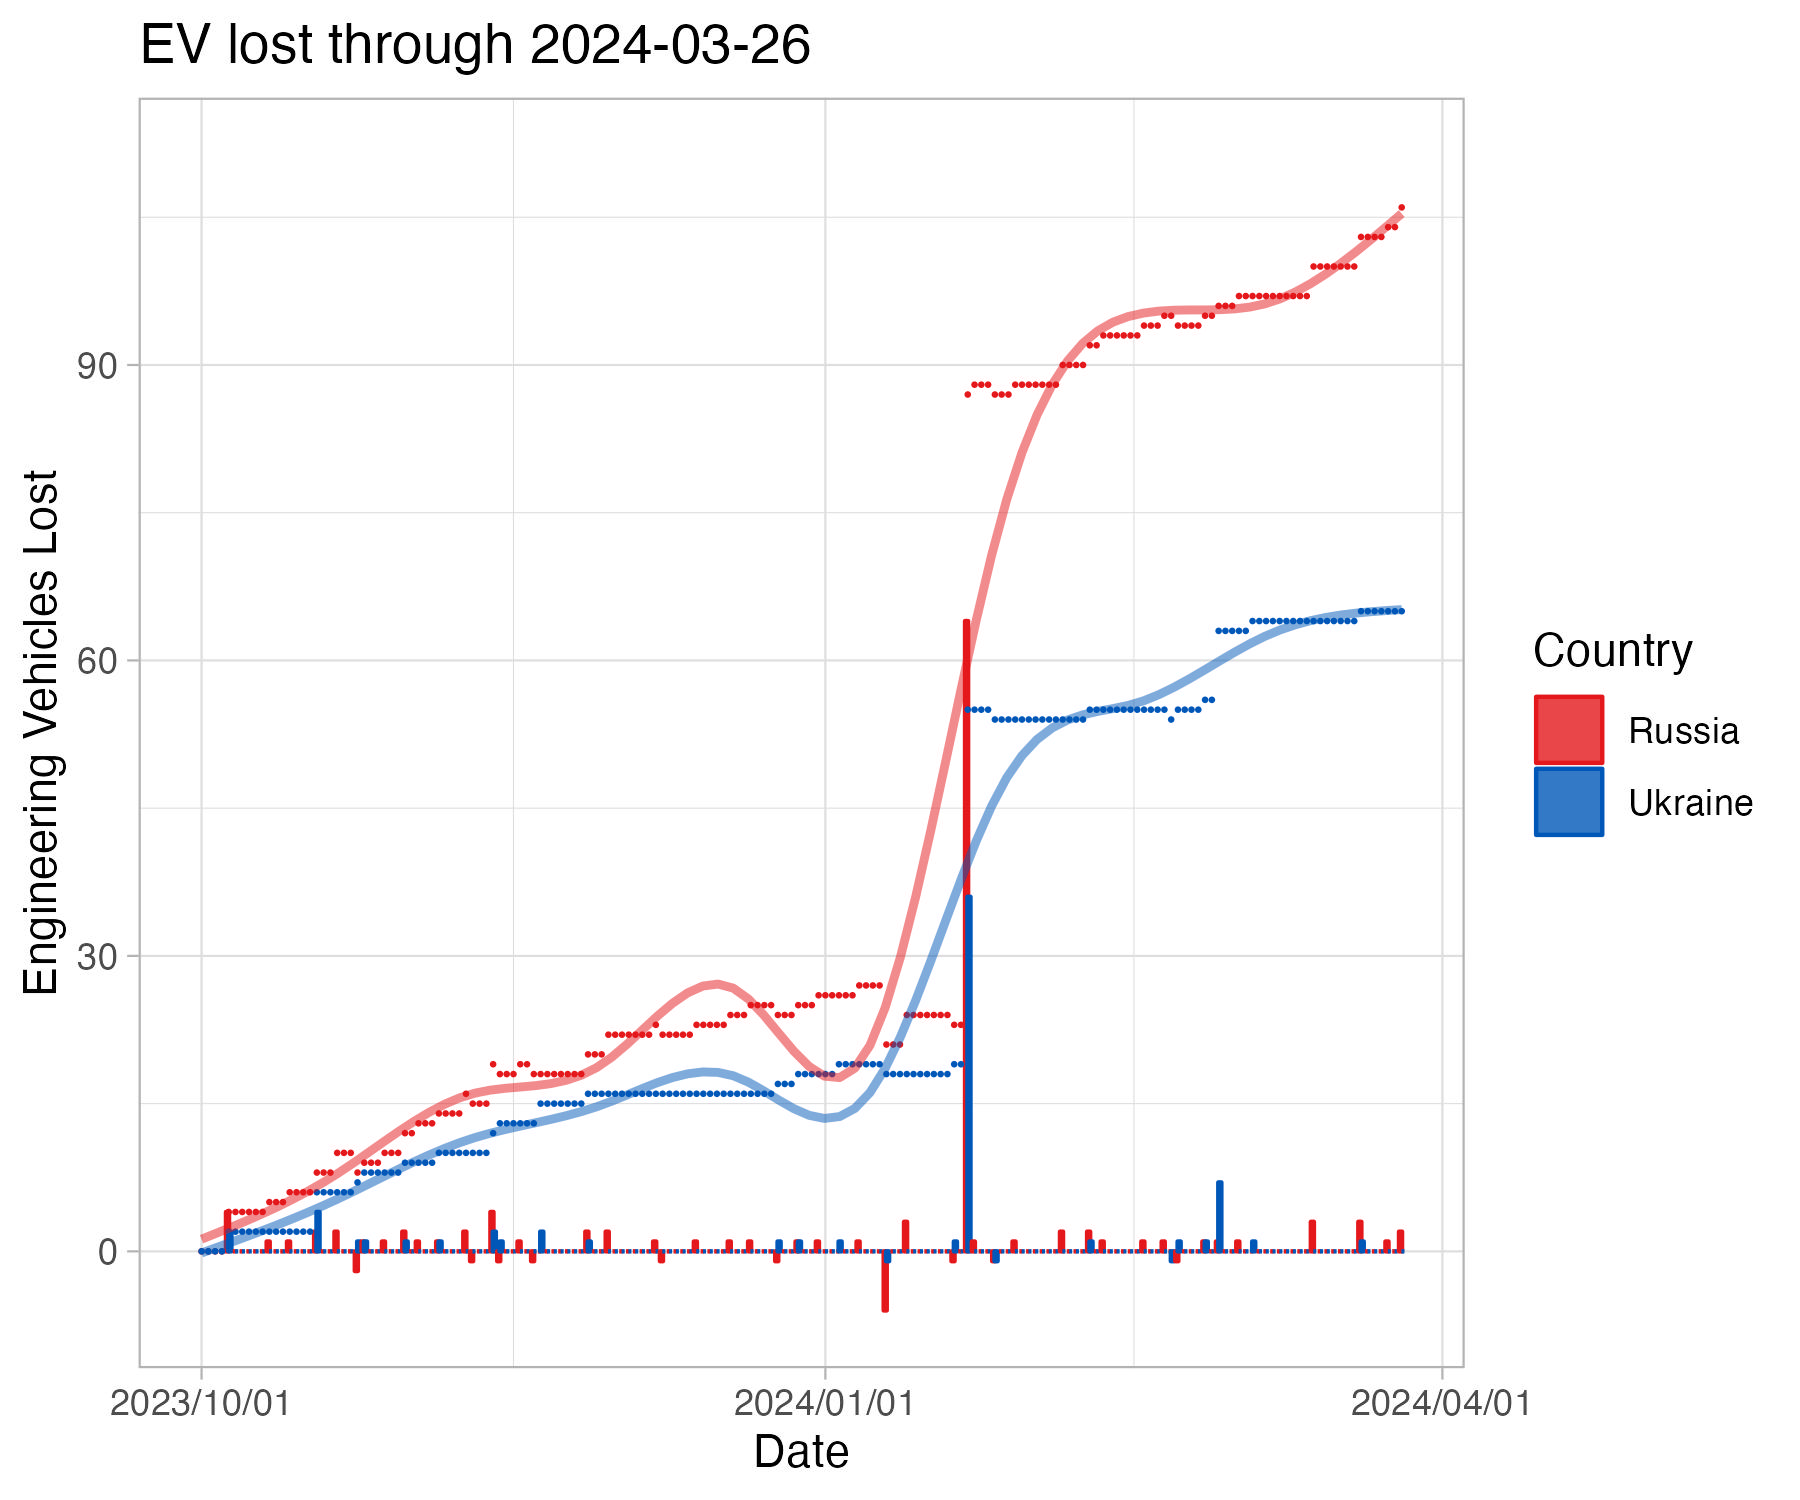 EV lost through 2024-03-26
Engineering Vehicles Lost
90
60
30
0
2023/10/01
2024/01/01
2024/04/01
Date
Country
Russia
Ukraine